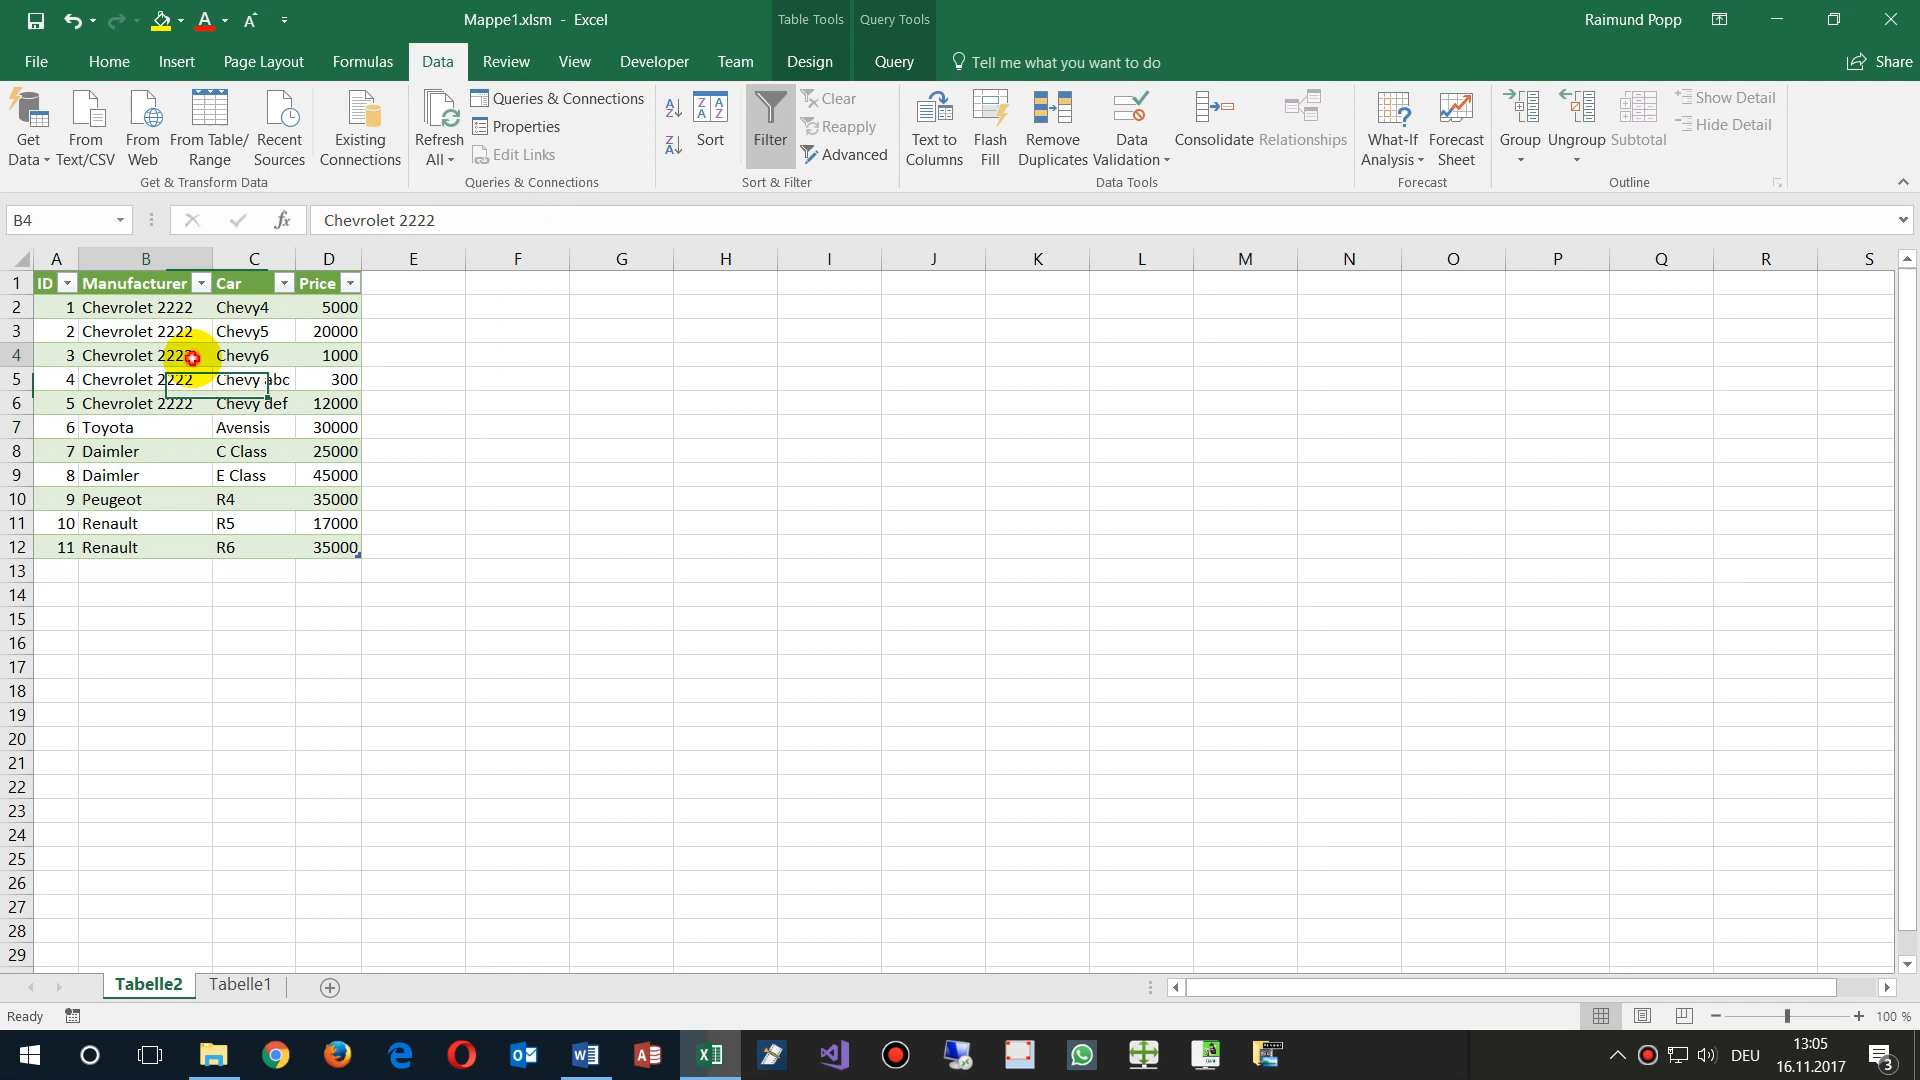 Mappe1.xlsm - Excel
Table Tools Query Tools
Raimund Popp
File Home Insert Page Layout Formulas Data Review View Developer Team Design Query Tell me what you want to do Share
Get Data From Text/CSV From Web From Table/ Range Recent Sources Existing Connections
Refresh All Queries & Connections Properties Edit Links
Sort Filter Clear Reapply Advanced
Text to Columns Flash Fill Remove Duplicates Data Validation Consolidate Relationships
What-If Analysis Forecast Sheet Group Ungroup Subtotal Show Detail Hide Detail
Get & Transform Data Queries & Connections Sort & Filter Data Tools Forecast Outline
B4 fx Chevrolet 2222
A B C D E F G H I J K L M N O P Q R S
1 ID Manufacturer Car Price
2 1 Chevrolet 2222 Chevy4 5000
3 2 Chevrolet 2222 Chevy5 20000
4 3 Chevrolet 2222 Chevy6 1000
5 4 Chevrolet 2222 Chevy abc 300
6 5 Chevrolet 2222 Chevy def 12000
7 6 Toyota Avensis 30000
8 7 Daimler C Class 25000
9 8 Daimler E Class 45000
10 9 Peugeot R4 35000
11 10 Renault R5 17000
12 11 Renault R6 35000
13
14
15
16
17
18
19
20
21
22
23
24
25
26
27
28
29
Tabelle2 Tabelle1
Ready 100 %
DEU 13:05
16.11.2017 3